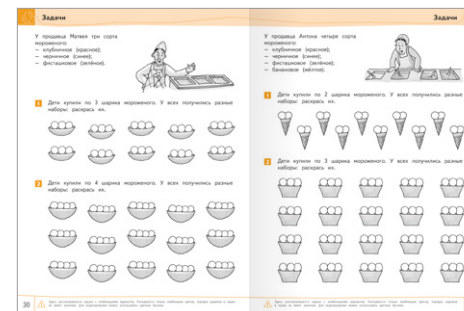 Задачи
У продавца Матвея три сорта
мороженого:
— клубничное (красное);
— черничное (синее);
— фисташковое (зелёное).
1 Дети купили по 3 шарика мороженого. У всех получились разные
наборы: раскрась их.
2 Дети купили по 4 шарика мороженого. У всех получились разные
наборы: раскрась их.
30
Задачи
У продавца Антона четыре сорта
мороженого:
— клубничное (красное);
— черничное (синее);
— фисташковое (зелёное);
— банановое (жёлтое).
1 Дети купили по 2 шарика мороженого. У всех получились разные
наборы: раскрась их.
2 Дети купили по 3 шарика мороженого. У всех получились разные
наборы: раскрась их.